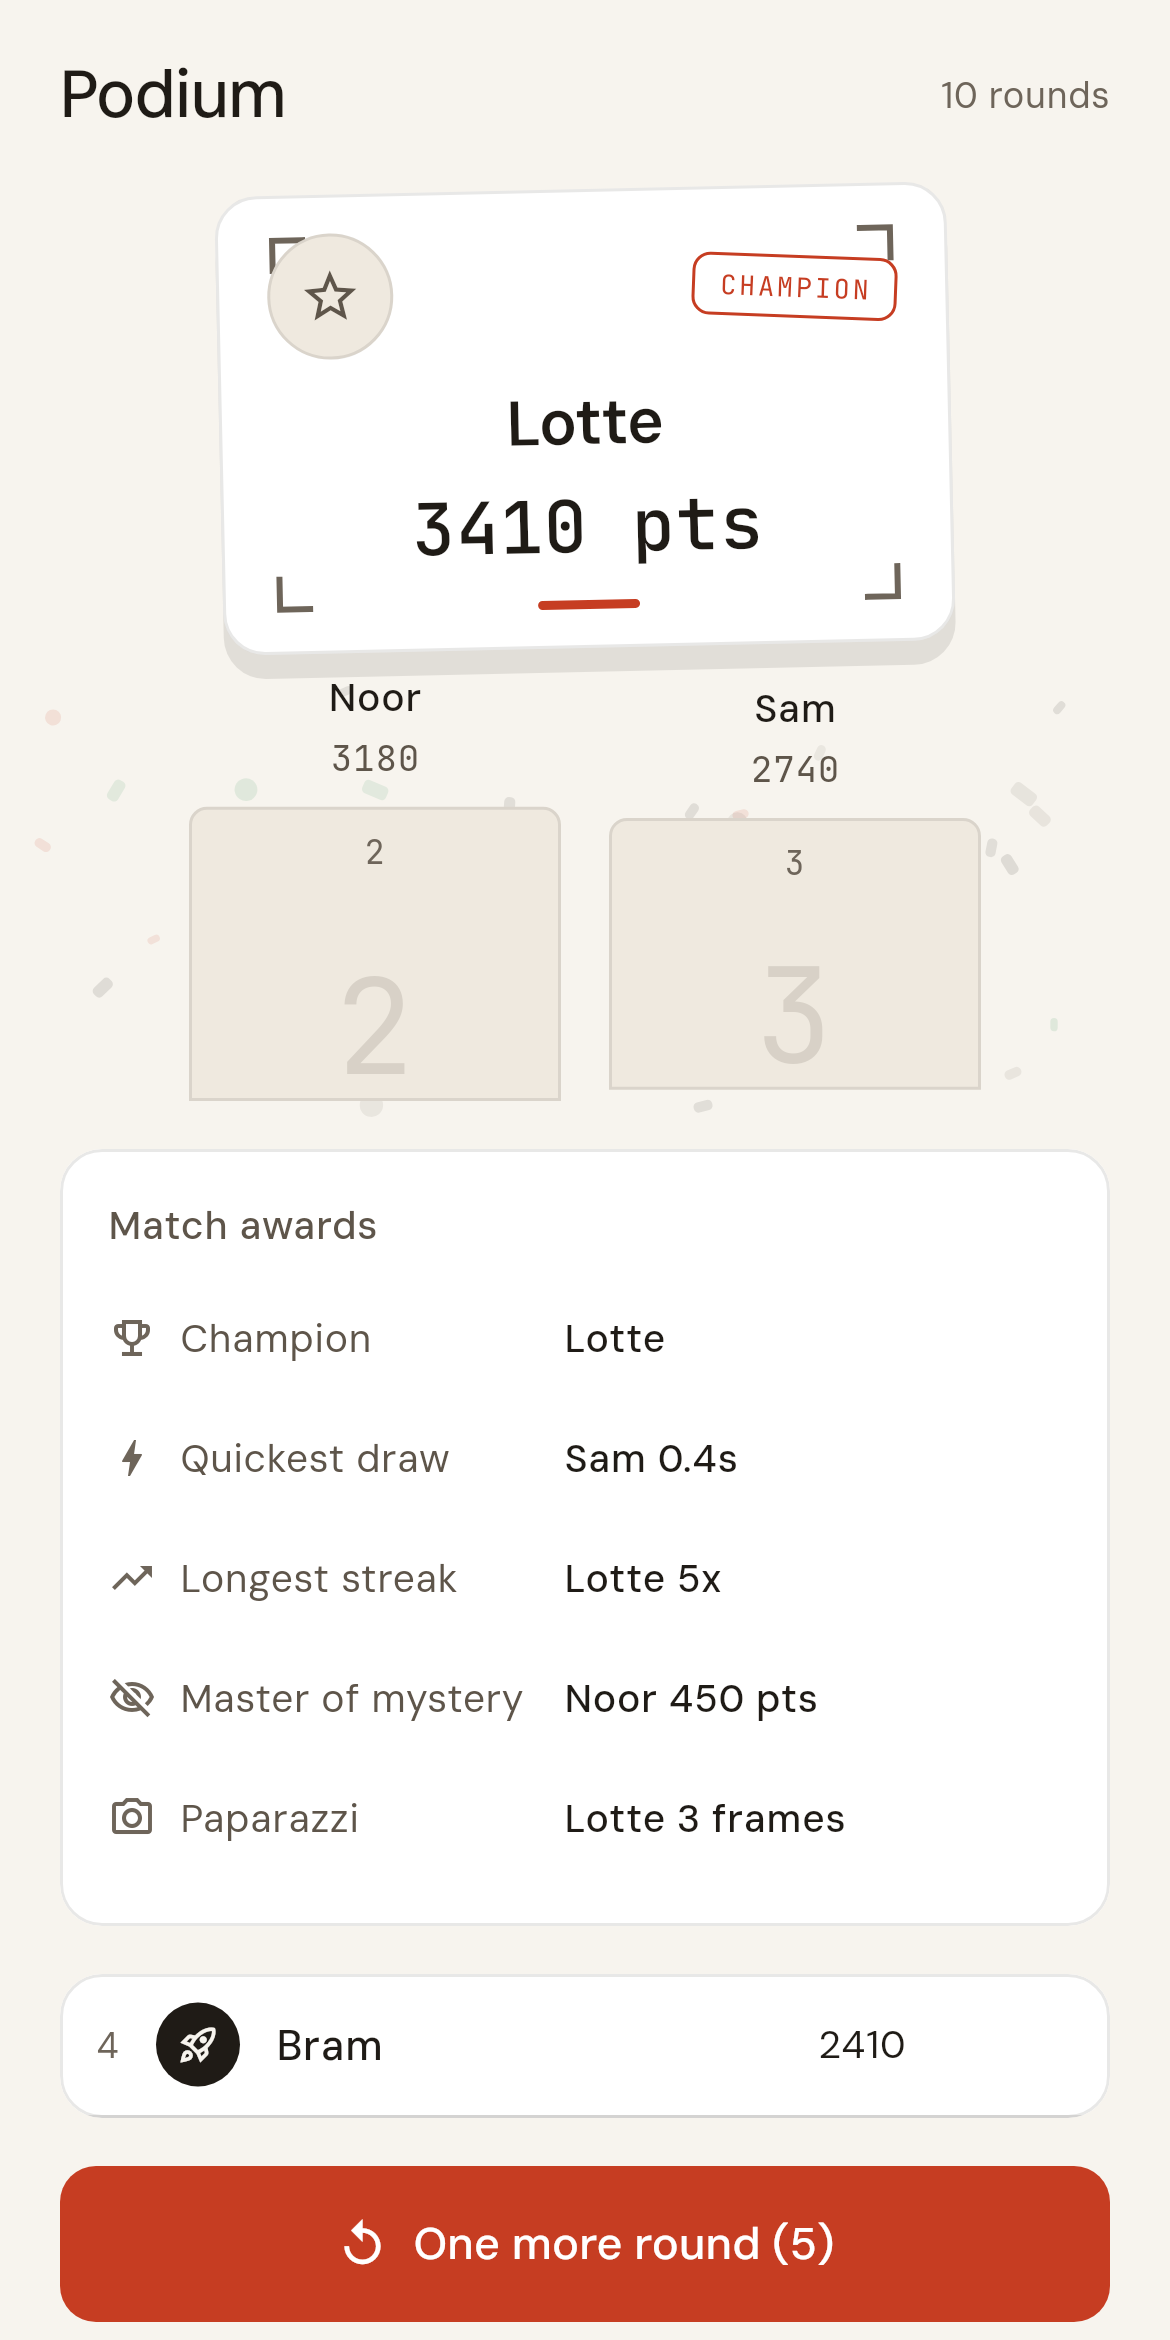 Podium
10 rounds
CHAMPION
Lotte
3410 pts
Noor
3180
Sam
2740
2
2
3
3
Match awards
Champion Lotte
Quickest draw Sam 0.4s
Longest streak Lotte 5x
Master of mystery Noor 450 pts
Paparazzi Lotte 3 frames
4 Bram 2410
One more round (5)